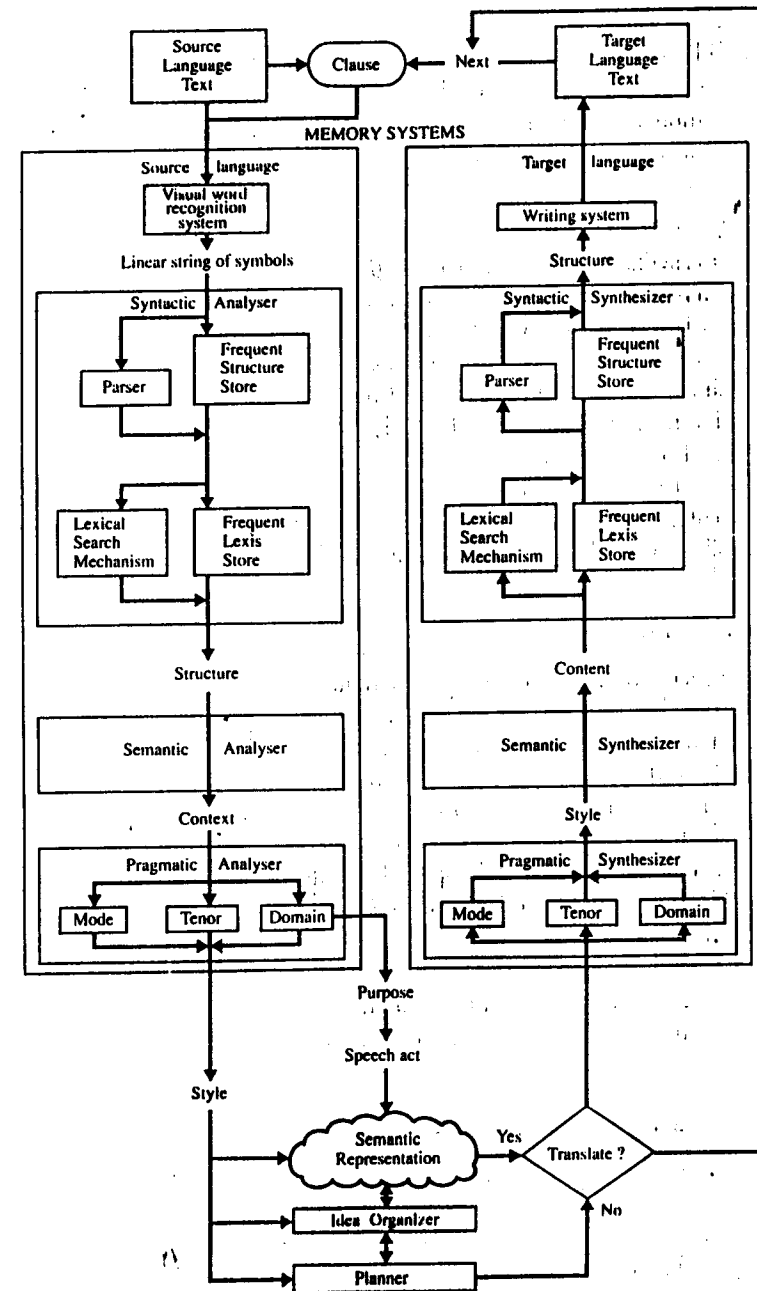 Source
Language
Text
Clause
Next
Target
Language
Text
MEMORY SYSTEMS
Source language
Visual word
recognition
system
Linear string of symbols
Syntactic Analyser
Parser
Frequent
Structure
Store
Lexical
Search
Mechanism
Frequent
Lexis
Store
Structure
Semantic Analyser
Context
Pragmatic Analyser
Mode
Tenor
Domain
Target language
Writing system
Structure
Syntactic Synthesizer
Parser
Frequent
Structure
Store
Lexical
Search
Mechanism
Frequent
Lexis
Store
Content
Semantic Synthesizer
Style
Pragmatic Synthesizer
Mode
Tenor
Domain
Purpose
Speech act
Style
Semantic
Representation
Yes
Translate ?
No
Idea Organizer
Planner